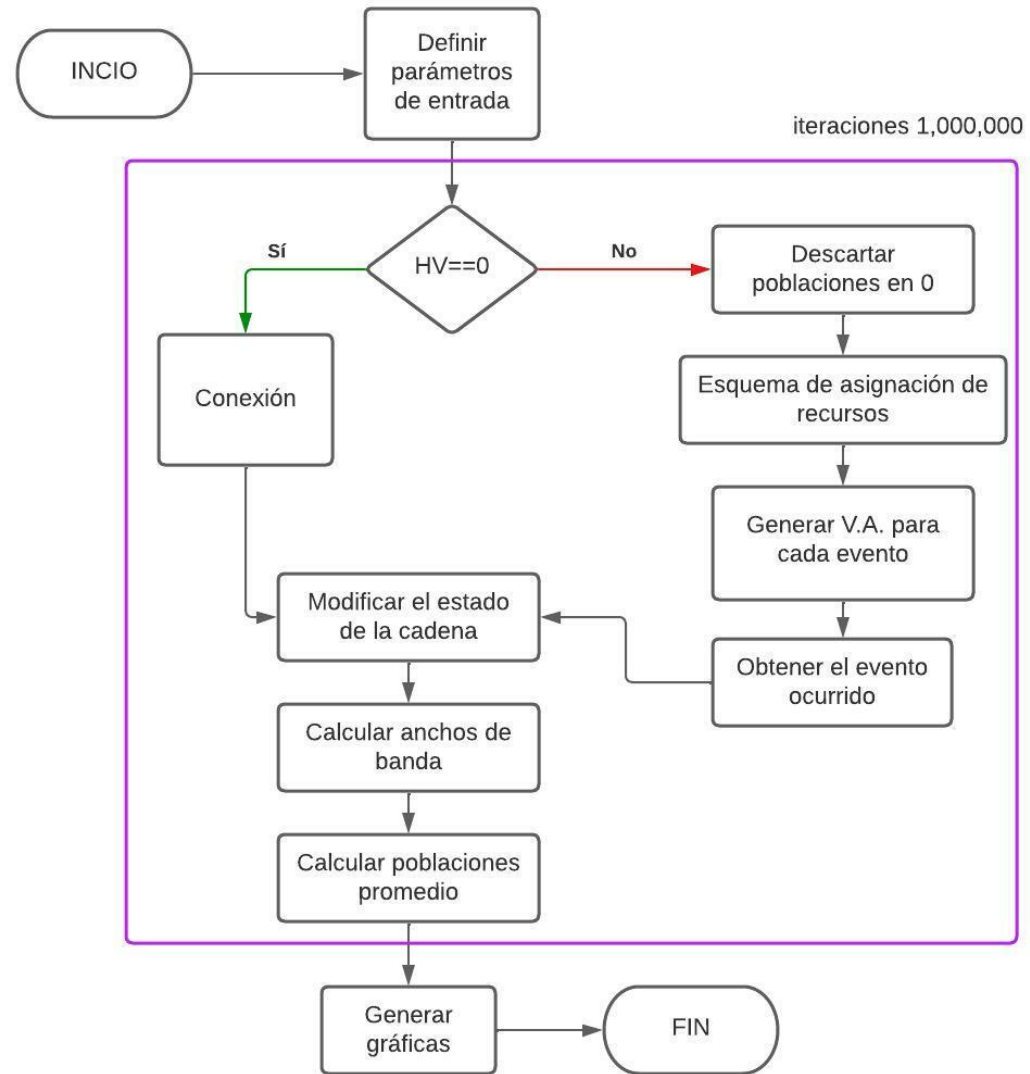 INCIO
Definir
parámetros
de entrada
iteraciones 1,000,000
HV==0
Sí
No
Descartar
poblaciones en 0
Conexión
Esquema de asignación de
recursos
Generar V.A. para
cada evento
Obtener el evento
ocurrido
Modificar el estado
de la cadena
Calcular anchos de
banda
Calcular poblaciones
promedio
Generar
gráficas
FIN